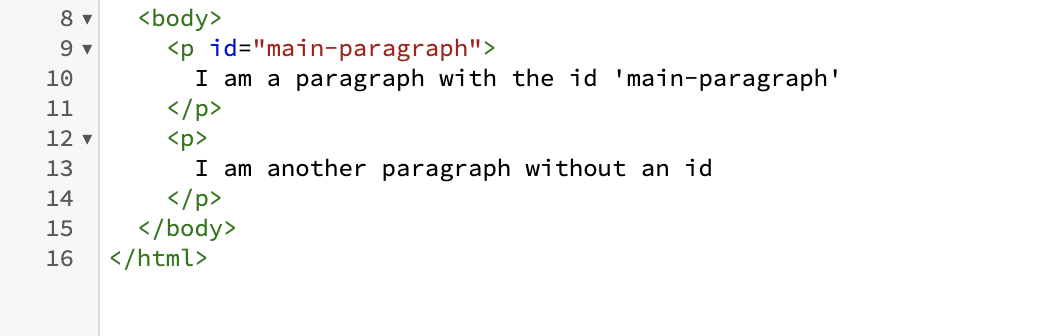 8 ▼ <body>
9 ▼ <p id="main-paragraph">
10 I am a paragraph with the id 'main-paragraph'
11 </p>
12 ▼ <p>
13 I am another paragraph without an id
14 </p>
15 </body>
16 </html>